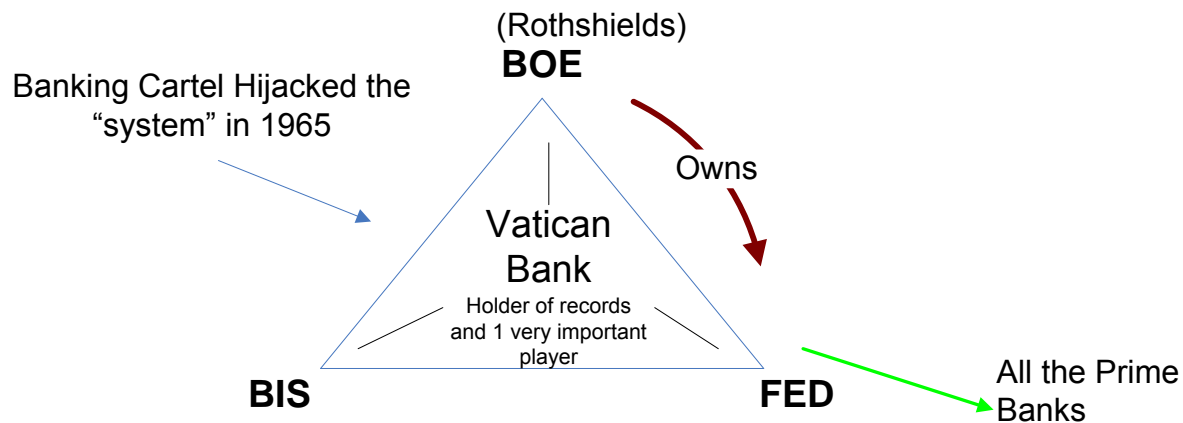 (Rothshields)
BOE
Banking Cartel Hijacked the
“system” in 1965
Owns
Vatican
Bank
Holder of records
and 1 very important
player
BIS
FED
All the Prime
Banks